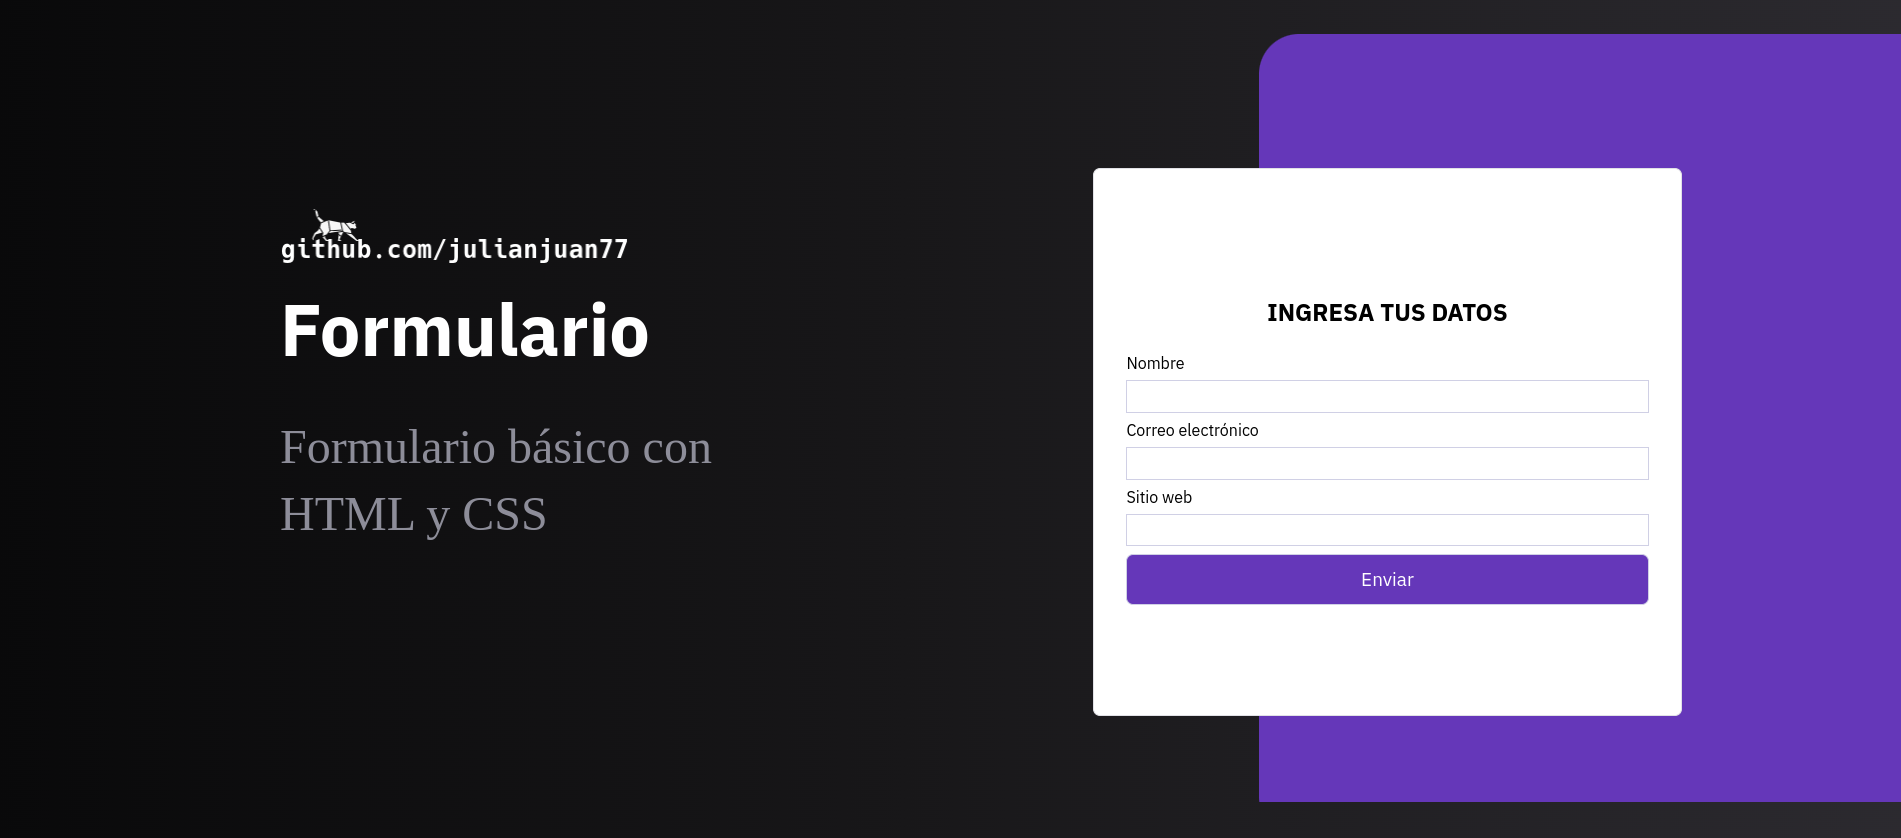 github.com/julianjuan77
Formulario
Formulario básico con
HTML y CSS
INGRESA TUS DATOS
Nombre
Correo electrónico
Sitio web
Enviar